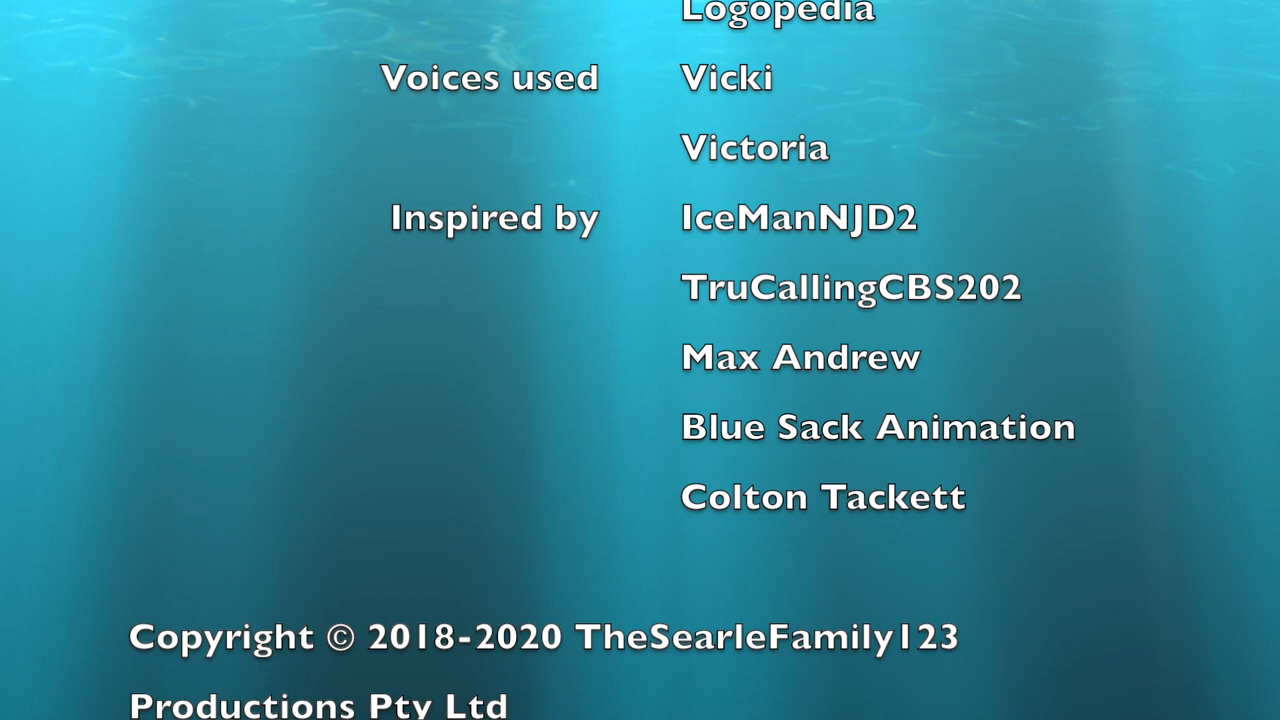 Logopedia
Voices used Vicki
Victoria
Inspired by IceManNJD2
TruCallingCBS202
Max Andrew
Blue Sack Animation
Colton Tackett
Copyright © 2018-2020 TheSearleFamily123
Productions Pty Ltd